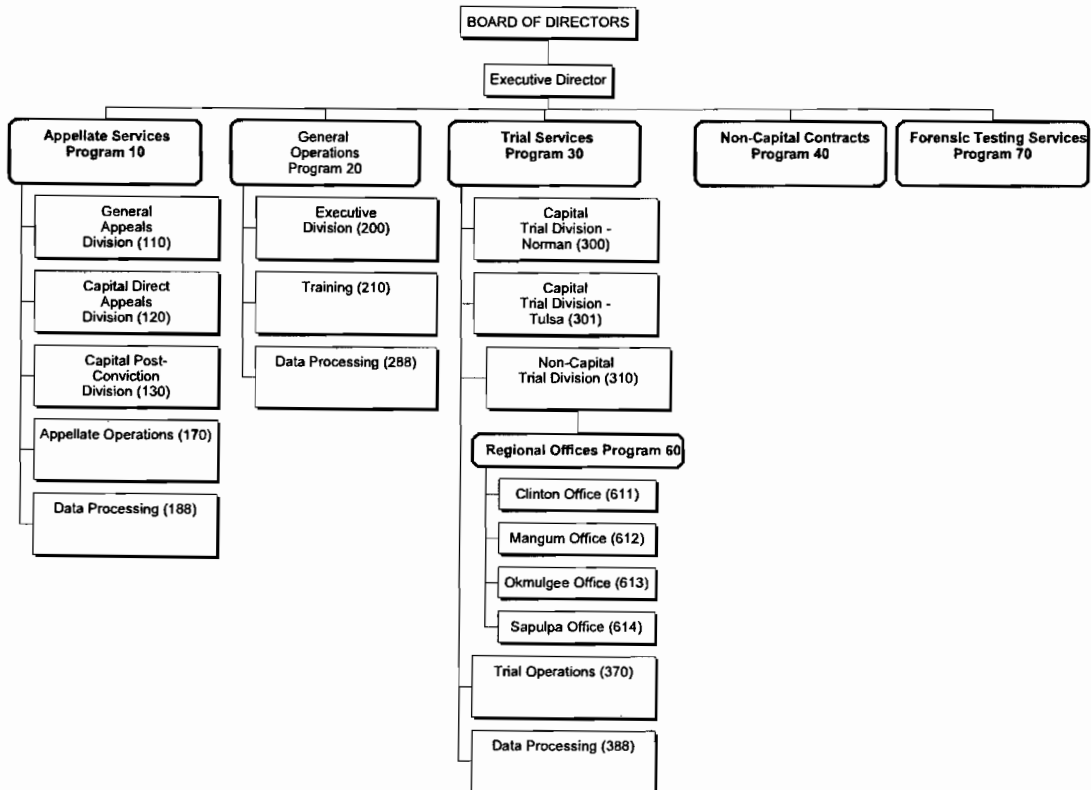 BOARD OF DIRECTORS
Executive Director
Appellate Services
Program 10
General
Appeals
Division (110)
Capital Direct
Appeals
Division (120)
Capital Post-
Conviction
Division (130)
Appellate Operations (170)
Data Processing (188)
General
Operations
Program 20
Executive
Division (200)
Training (210)
Data Processing (288)
Trial Services
Program 30
Capital
Trial Division -
Norman (300)
Capital
Trial Division -
Tulsa (301)
Non-Capital
Trial Division (310)
Regional Offices Program 60
Clinton Office (611)
Mangum Office (612)
Okmulgee Office (613)
Sapulpa Office (614)
Trial Operations (370)
Data Processing (388)
Non-Capital Contracts
Program 40
Forensic Testing Services
Program 70